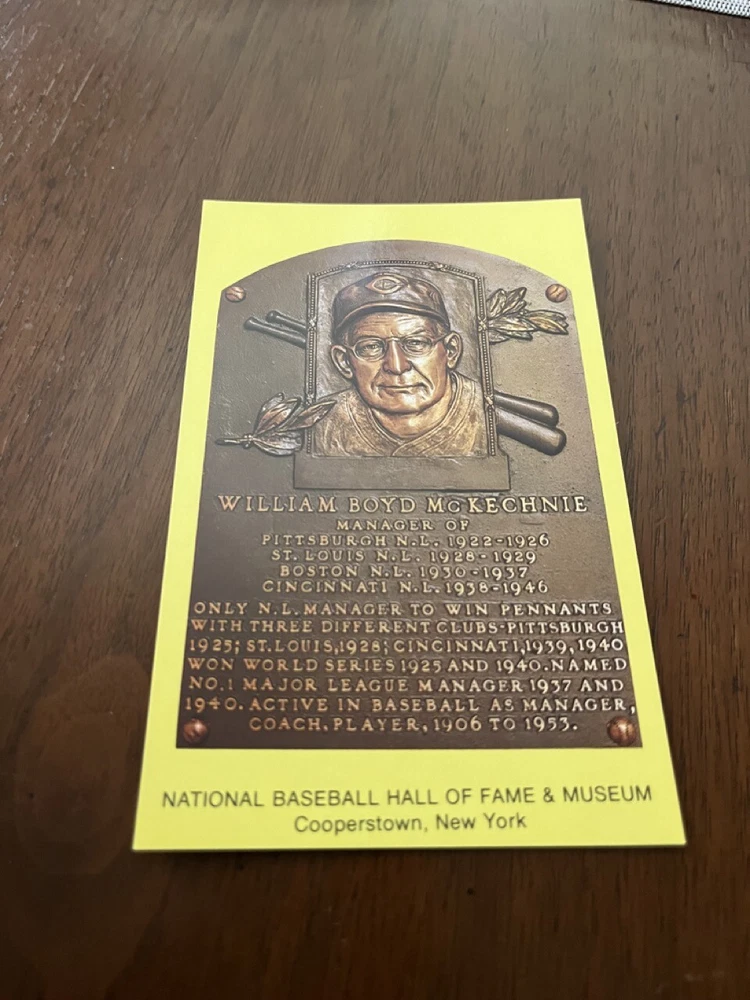 C
WILLIAM BOYD McKECHNIE
MANAGER OF
PITTSBURGH N.L. 1922-1926
ST. LOUIS N.L. 1928-1929
BOSTON N.L. 1930-1937
CINCINNATI N.L. 1938-1946
ONLY N.L. MANAGER TO WIN PENNANTS
WITH THREE DIFFERENT CLUBS-PITTSBURGH
1925; ST. LOUIS, 1928; CINCINNATI, 1939, 1940
WON WORLD SERIES 1925 AND 1940. NAMED
NO. 1 MAJOR LEAGUE MANAGER 1937 AND
1940. ACTIVE IN BASEBALL AS MANAGER,
COACH, PLAYER, 1906 TO 1953.
NATIONAL BASEBALL HALL OF FAME & MUSEUM
Cooperstown, New York